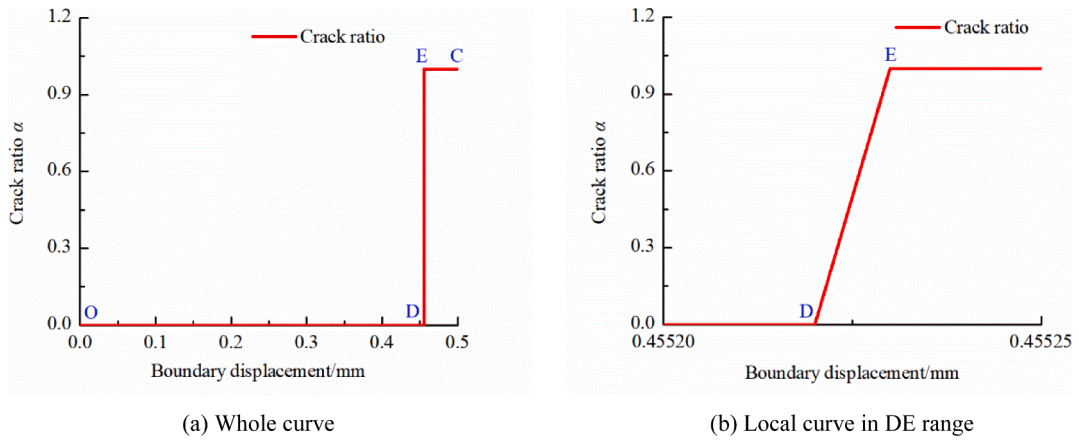 1.2
Crack ratio
E C
0.9
Crack ratio α
0.6
0.3
O
D
0.0
0.0 0.1 0.2 0.3 0.4 0.5
Boundary displacement/mm
(a) Whole curve
1.2
Crack ratio
E
0.9
Crack ratio α
0.6
0.3
D
0.0
0.45520 0.45525
Boundary displacement/mm
(b) Local curve in DE range